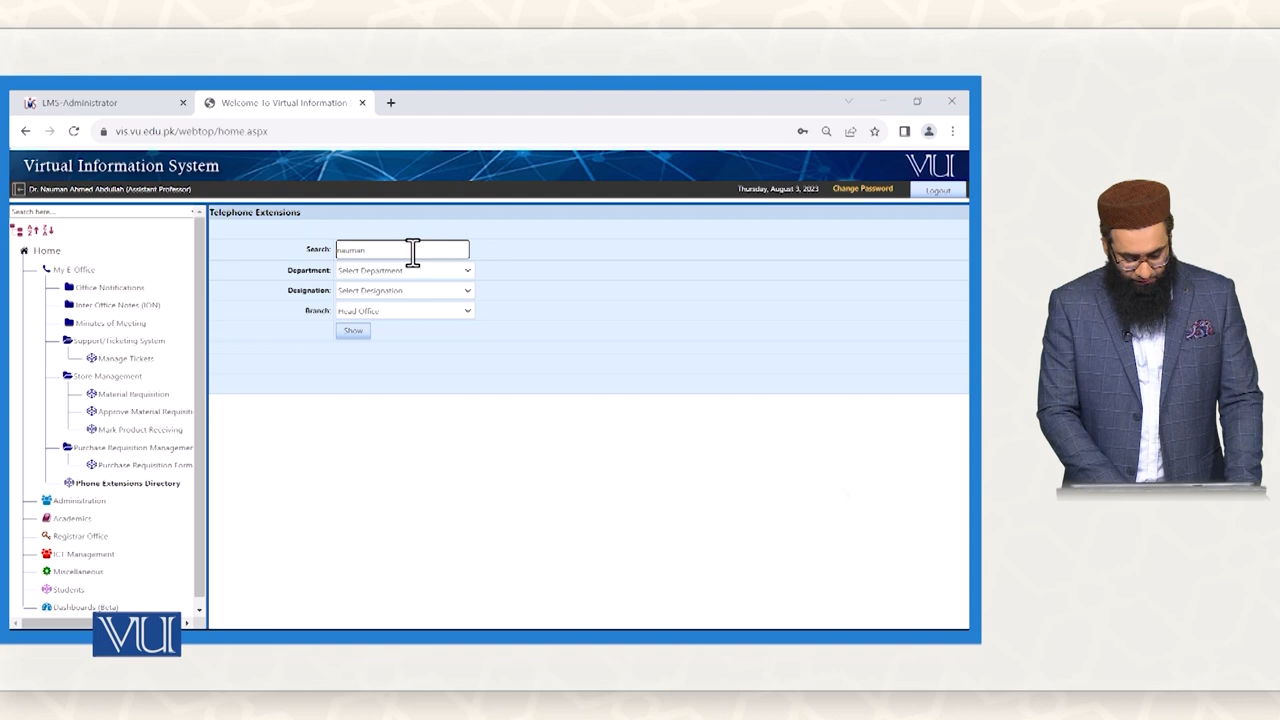 LMS-Administrator
Welcome To Virtual Information
vis.vu.edu.pk/webtop/home.aspx
Virtual Information System
VU
Dr. Nauman Ahmed Abdullah (Assistant Professor)
Thursday, August 3, 2023
Change Password
Logout
Search here...
Telephone Extensions
Home
My E-Office
Office Notifications
Inter Office Notes (ION)
Minutes of Meeting
Support/Ticketing System
Manage Tickets
Store Management
Material Requisition
Approve Material Requisiti
Mark Product Receiving
Purchase Requisition Managemer
Purchase Requisition Form
Phone Extensions Directory
Administration
Academics
Registrar Office
ICT Management
Miscellaneous
Students
Dashboards (Beta)
Search: nauman
Department: Select Department
Designation: Select Designation
Branch: Head Office
Show
VU